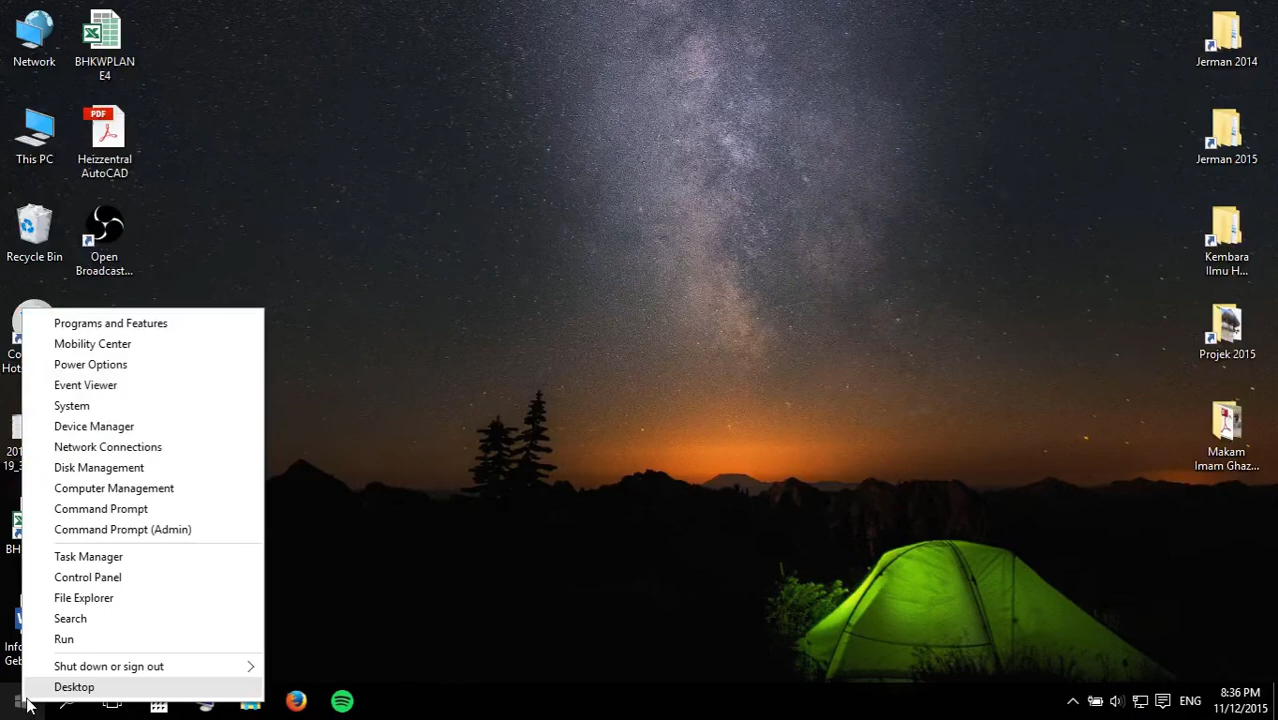 Network
BHKWPLAN
E4
This PC
PDF
Heizzentral
AutoCAD
Recycle Bin
Open
Broadcast...
Programs and Features
Mobility Center
Power Options
Event Viewer
System
Device Manager
Network Connections
Disk Management
Computer Management
Command Prompt
Command Prompt (Admin)
Task Manager
Control Panel
File Explorer
Search
Run
Shut down or sign out
Desktop
Jerman 2014
Jerman 2015
Kembara
Ilmu H...
Projek 2015
Makam
Imam Ghaz...
ENG
8:36 PM
11/12/2015